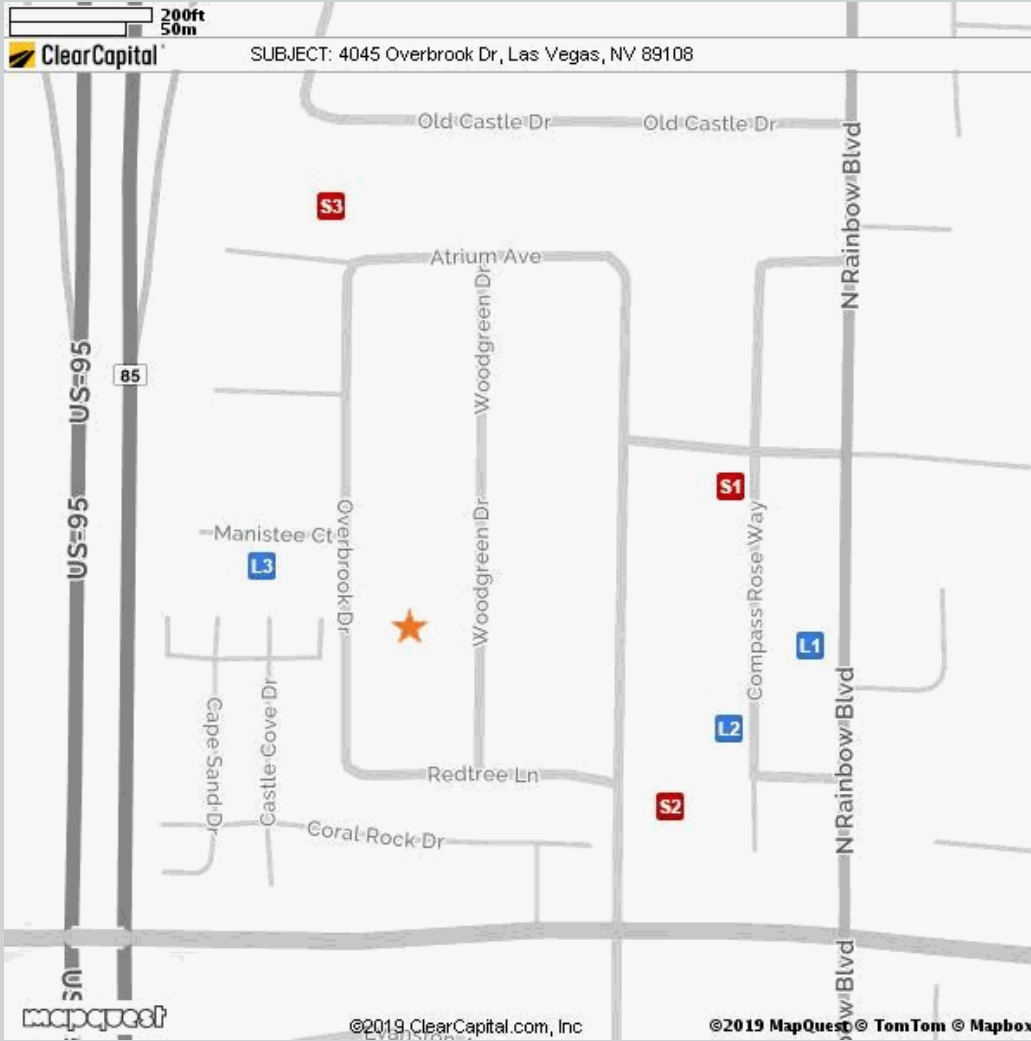 200ft
50m
ClearCapital
SUBJECT: 4045 Overbrook Dr, Las Vegas, NV 89108
Old Castle Dr
Old Castle Dr
N Rainbow Blvd
S3
Atrium Ave
Woodgreen Dr
US-95
85
S1
Overbrook Dr
Woodgreen Dr
US-95
Compass Rose Way
Manistee Ct
L3
L1
N Rainbow Blvd
Cape Sand Dr
Castle Cove Dr
L2
Redtree Ln
S2
Coral Rock Dr
US
bow Blvd
mapquest
©2019 ClearCapital.com, Inc
©2019 MapQuest © TomTom © Mapbox